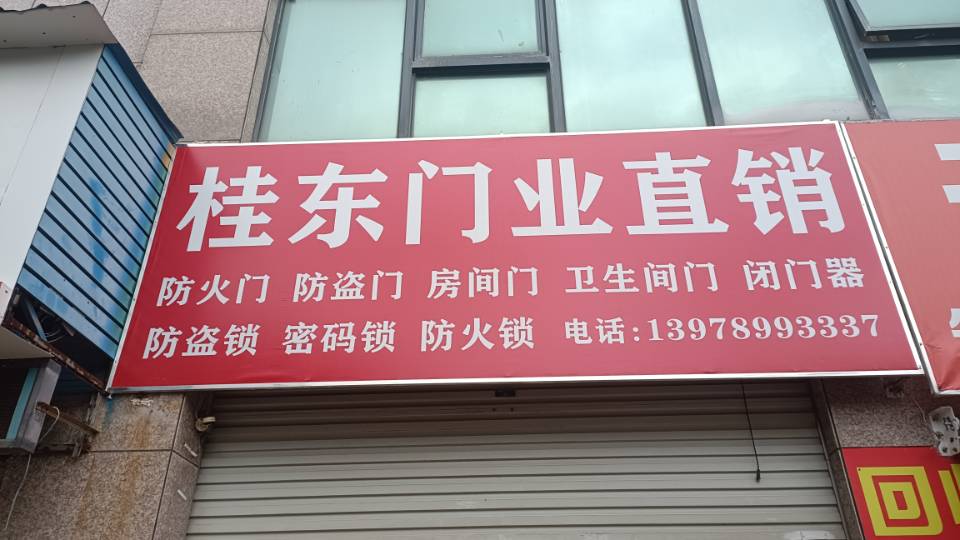 桂东门业直销
防火门 防盗门 房间门 卫生间门 闭门器
防盗锁 密码锁 防火锁 电话:13978993337
回